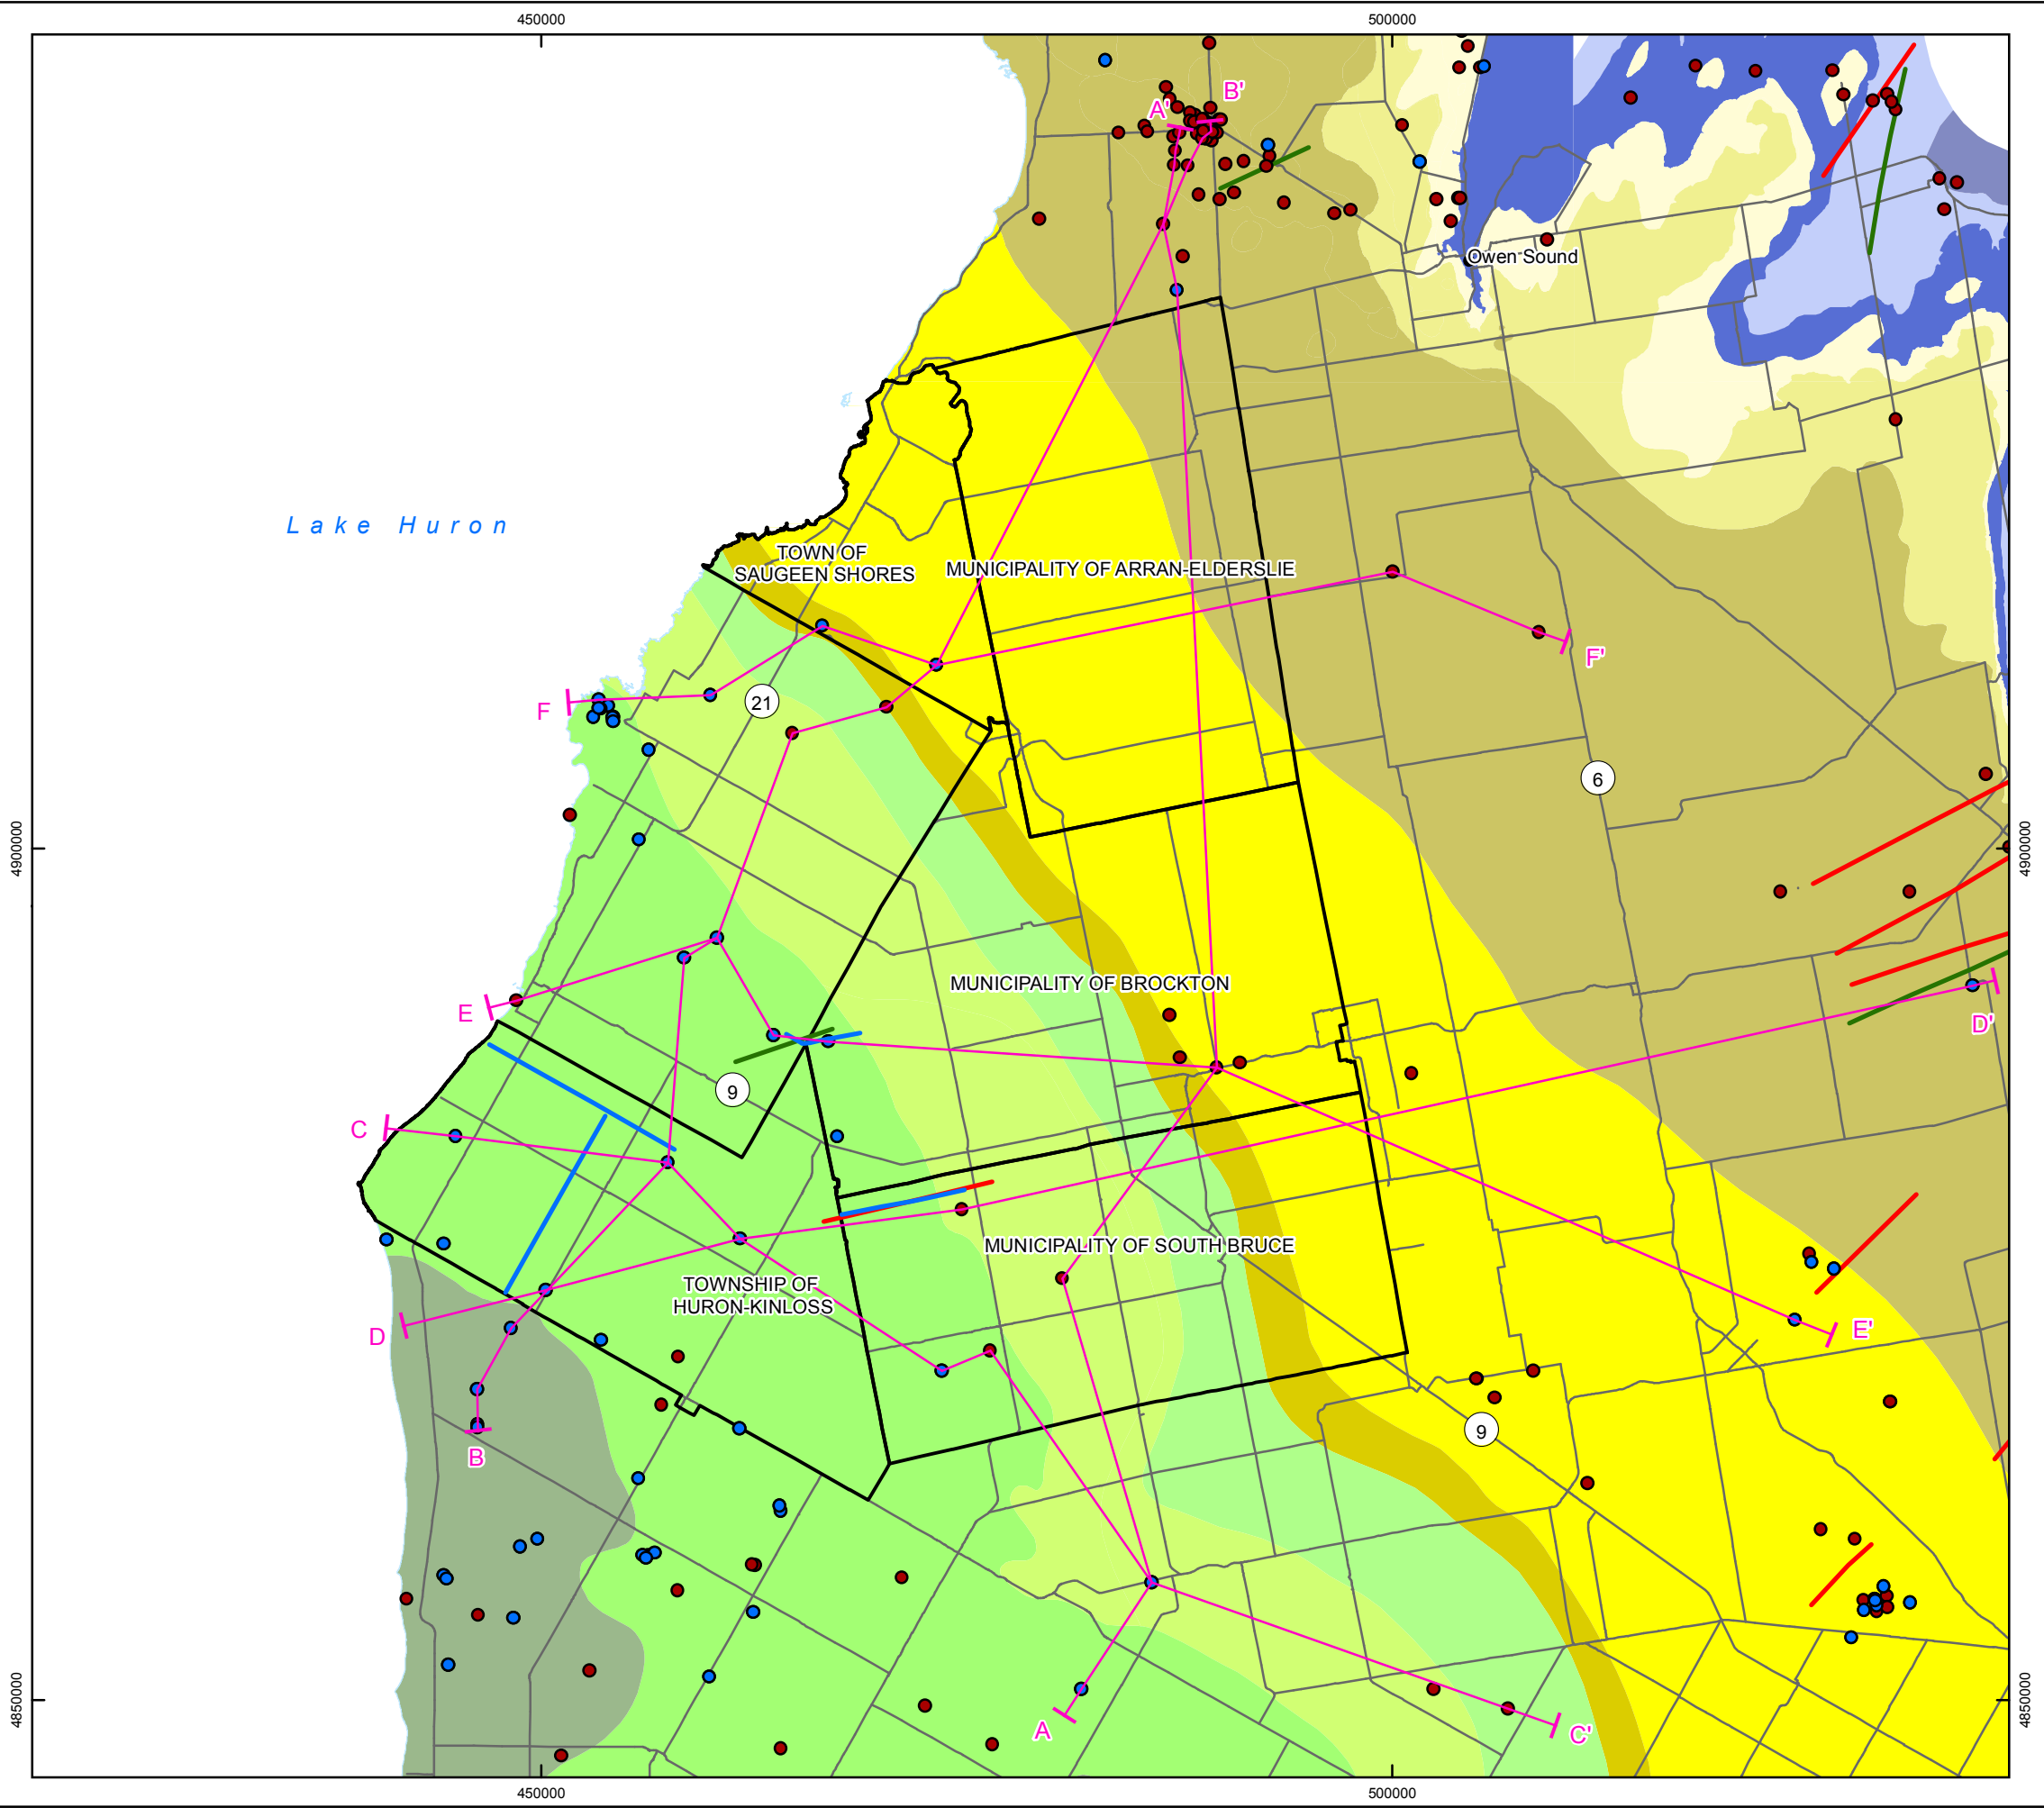 450000
500000
B'
A'
Owen Sound
Lake Huron
TOWN OF
SAUGEEN SHORES
MUNICIPALITY OF ARRAN-ELDERSLIE
F'
F
21
6
4900000
4900000
MUNICIPALITY OF BROCKTON
E
D'
9
C
MUNICIPALITY OF SOUTH BRUCE
TOWNSHIP OF
HURON-KINLOSS
D
E'
9
B
4850000
4850000
A
C'
450000
500000